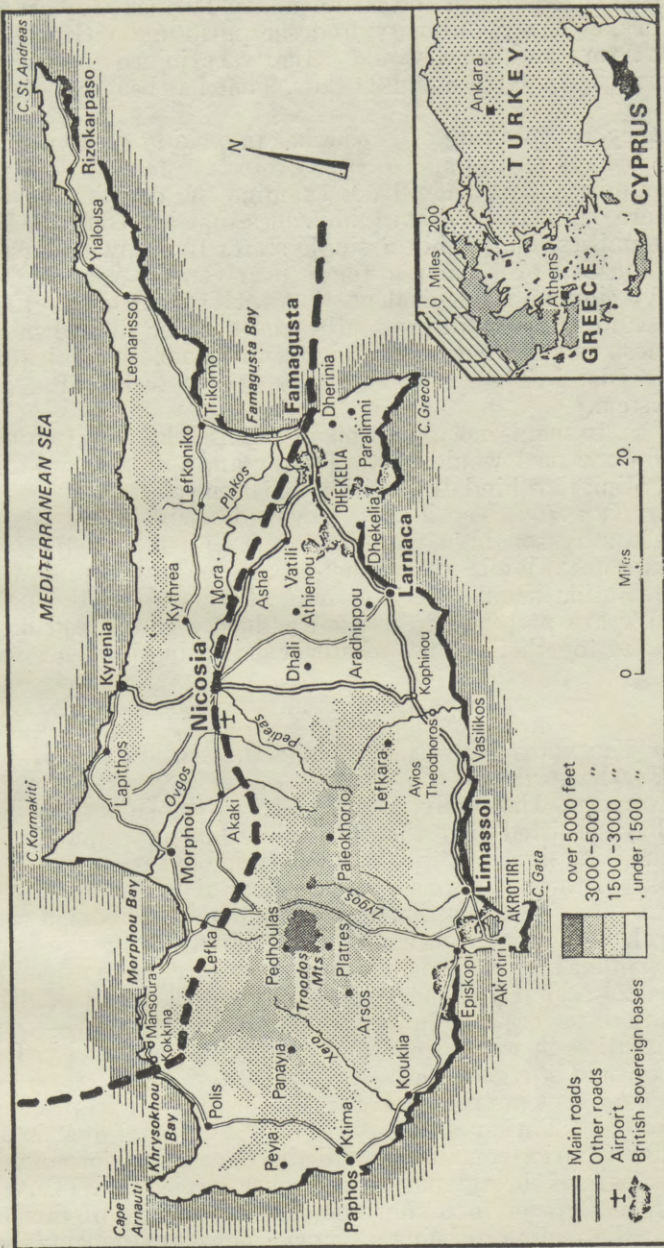 MEDITERRANEAN SEA
C. St. Andreas
Rizokarpaso
Yialousa
Leonarisso
N
C. Kormakiti
Kyrenia
Lapithos
Kythrea
Lefkoniko
Trikomo
Famagusta Bay
Plakos
Morphou Bay
Ovgos
Morphou
Nicosia
Mora
Famagusta
Khrysokhou
Bay
Mansoura
Kokkina
Lefka
Akaki
Pedieas
Asha
Vatili
Dherinia
Cape
Arnauti
Polis
Pedhoulas
Troodos
Mts
Platres
Paleokhorio
Dhali
Athienou
DHEKELIA
Paralimni
C. Greco
Dhekelia
Panayia
Arsos
Zygos
Lefkara
Aradhippou
Larnaca
Peyia
Ktima
Xero
Ayios
Theodhoros
Kophinou
Paphos
Kouklia
Vasilikos
Limassol
Episkopi
AKROTIRI
Akrotiri
C. Gata
Main roads
Other roads
Airport
British sovereign bases
over 5000 feet
3000–5000 "
1500–3000 "
under 1500 "
0 Miles 20
0 Miles 200
TURKEY
Ankara
GREECE
Athens
CYPRUS